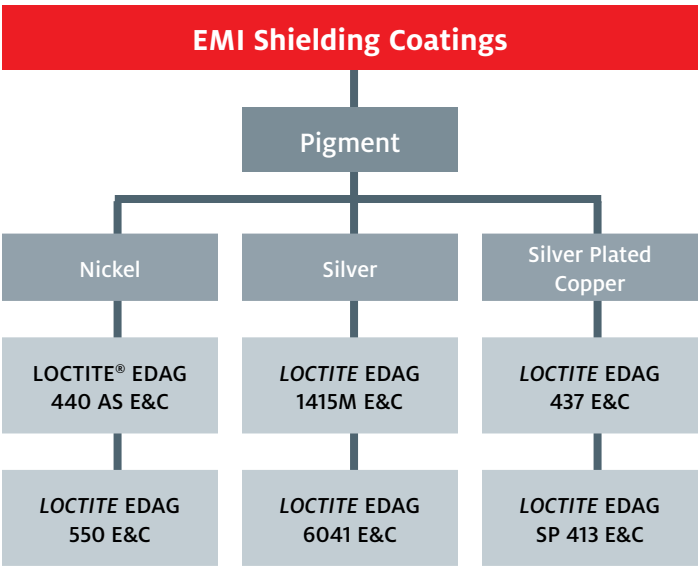 EMI Shielding Coatings
Pigment
Nickel
Silver
Silver Plated
Copper
LOCTITE® EDAG
440 AS E&C
LOCTITE EDAG
1415M E&C
LOCTITE EDAG
437 E&C
LOCTITE EDAG
550 E&C
LOCTITE EDAG
6041 E&C
LOCTITE EDAG
SP 413 E&C